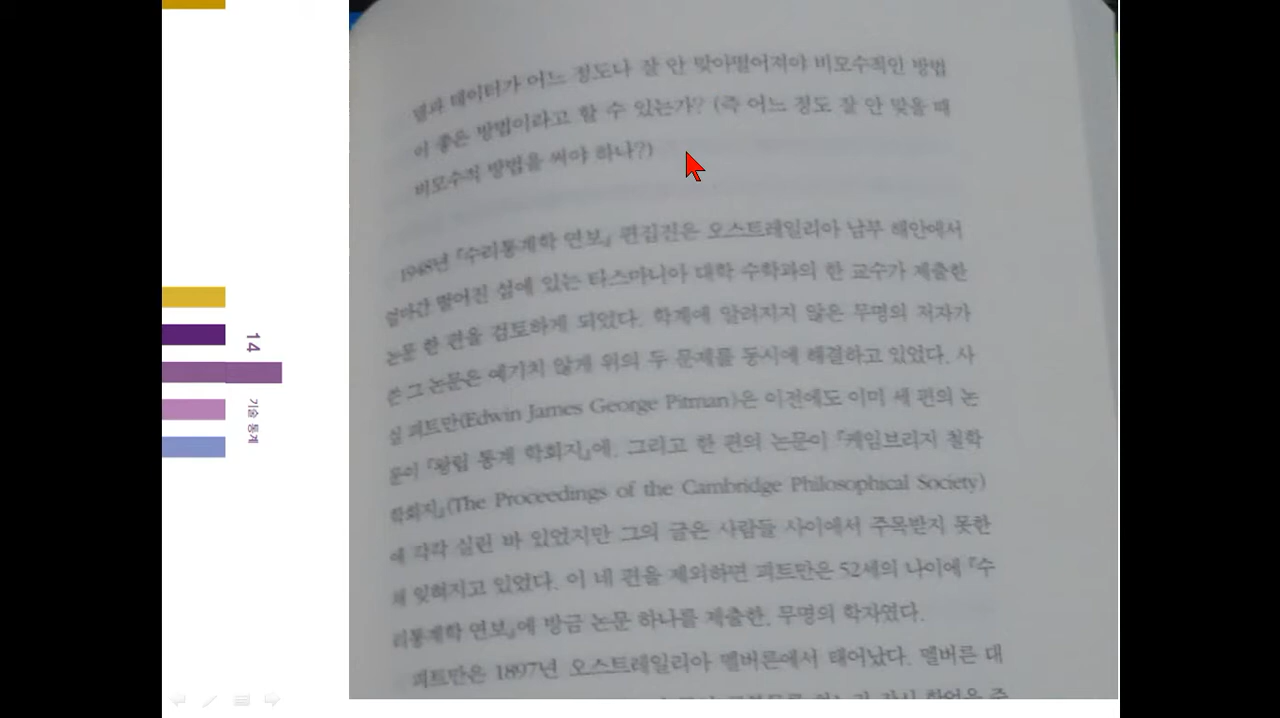 14
기술 통계
델과 데이터가 어느 정도나 잘 안 맞아떨어져야 비모수적인 방법
이 좋은 방법이라고 할 수 있는가? (즉 어느 정도 잘 안 맞을 때
비모수적 방법을 써야 하나?)
1948년 『수리통계학 연보』 편집진은 오스트레일리아 남부 해안에서
얼마간 떨어진 섬에 있는 타스마니아 대학 수학과의 한 교수가 제출한
논문 한 편을 검토하게 되었다. 학계에 알려지지 않은 무명의 저자가
쓴 그 논문은 예기치 않게 위의 두 문제를 동시에 해결하고 있었다. 사
실 피트만(Edwin James George Pitman)은 이전에도 이미 세 편의 논
문이 『왕립 통계 학회지』에, 그리고 한 편의 논문이 『케임브리지 철학
학회지』(The Proceedings of the Cambridge Philosophical Society)
에 각각 실린 바 있었지만 그의 글은 사람들 사이에서 주목받지 못한
채 잊혀지고 있었다. 이 네 편을 제외하면 피트만은 52세의 나이에 『수
리통계학 연보』에 방금 논문 하나를 제출한, 무명의 학자였다.
피트만은 1897년 오스트레일리아 멜버른에서 태어났다. 멜버른 대